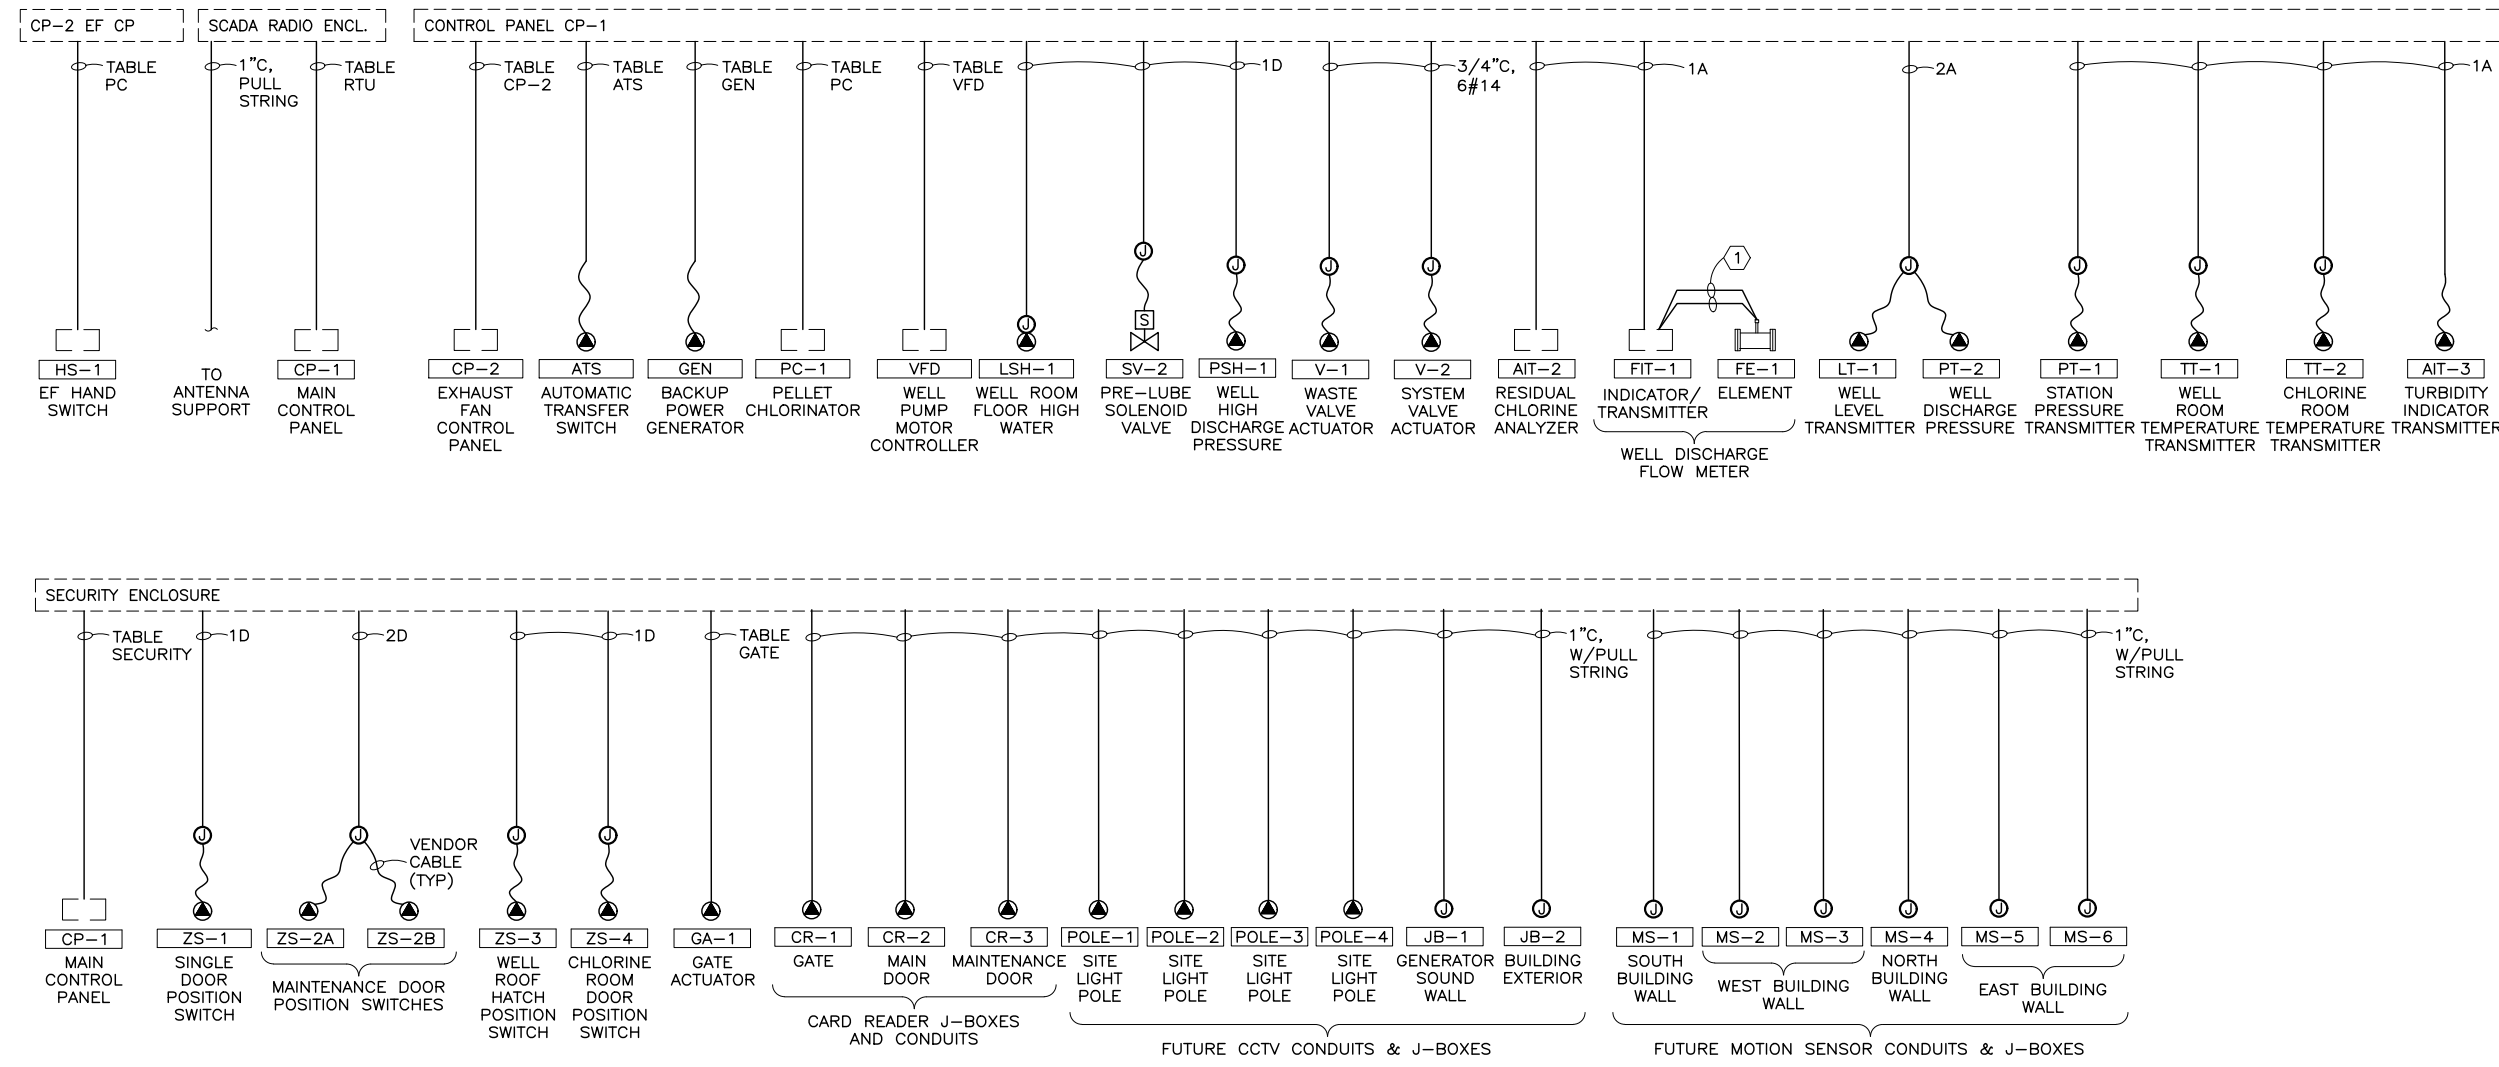 CP-2 EF CP
SCADA RADIO ENCL.
CONTROL PANEL CP-1
TABLE
PC
1"C,
PULL
STRING
TABLE
RTU
TABLE
CP-2
TABLE
ATS
TABLE
GEN
TABLE
PC
TABLE
VFD
1D
3/4"C,
6#14
1A
2A
1A
J
J
J
J
J
J
J
J
J
1
J
S
HS-1
EF HAND
SWITCH
TO
ANTENNA
SUPPORT
CP-1
MAIN
CONTROL
PANEL
CP-2
EXHAUST
FAN
CONTROL
PANEL
ATS
AUTOMATIC
TRANSFER
SWITCH
GEN
BACKUP
POWER
GENERATOR
PC-1
PELLET
CHLORINATOR
VFD
WELL
PUMP
MOTOR
CONTROLLER
LSH-1
WELL ROOM
FLOOR HIGH
WATER
SV-2
PRE-LUBE
SOLENOID
VALVE
PSH-1
WELL
HIGH
DISCHARGE
PRESSURE
V-1
WASTE
VALVE
ACTUATOR
V-2
SYSTEM
VALVE
ACTUATOR
AIT-2
RESIDUAL
CHLORINE
ANALYZER
FIT-1
INDICATOR/
TRANSMITTER
FE-1
ELEMENT
WELL DISCHARGE
FLOW METER
LT-1
WELL
LEVEL
TRANSMITTER
PT-2
WELL
DISCHARGE
PRESSURE
PT-1
STATION
PRESSURE
TRANSMITTER
TT-1
WELL
ROOM
TEMPERATURE
TRANSMITTER
TT-2
CHLORINE
ROOM
TEMPERATURE
TRANSMITTER
AIT-3
TURBIDITY
INDICATOR
TRANSMITTER
SECURITY ENCLOSURE
TABLE
SECURITY
1D
2D
1D
TABLE
GATE
1"C,
W/PULL
STRING
1"C,
W/PULL
STRING
J
J
J
J
VENDOR
CABLE
(TYP)
J
J
J
J
J
J
J
J
CP-1
MAIN
CONTROL
PANEL
ZS-1
SINGLE
DOOR
POSITION
SWITCH
ZS-2A
ZS-2B
MAINTENANCE DOOR
POSITION SWITCHES
ZS-3
WELL
ROOF
HATCH
POSITION
SWITCH
ZS-4
CHLORINE
ROOM
DOOR
POSITION
SWITCH
GA-1
GATE
ACTUATOR
CR-1
GATE
CR-2
MAIN
DOOR
CR-3
MAINTENANCE
DOOR
CARD READER J-BOXES
AND CONDUITS
POLE-1
SITE
LIGHT
POLE
POLE-2
SITE
LIGHT
POLE
POLE-3
SITE
LIGHT
POLE
POLE-4
SITE
LIGHT
POLE
JB-1
GENERATOR
SOUND
WALL
JB-2
BUILDING
EXTERIOR
FUTURE CCTV CONDUITS & J-BOXES
MS-1
SOUTH
BUILDING
WALL
MS-2
MS-3
WEST BUILDING
WALL
MS-4
NORTH
BUILDING
WALL
MS-5
MS-6
EAST BUILDING
WALL
FUTURE MOTION SENSOR CONDUITS & J-BOXES